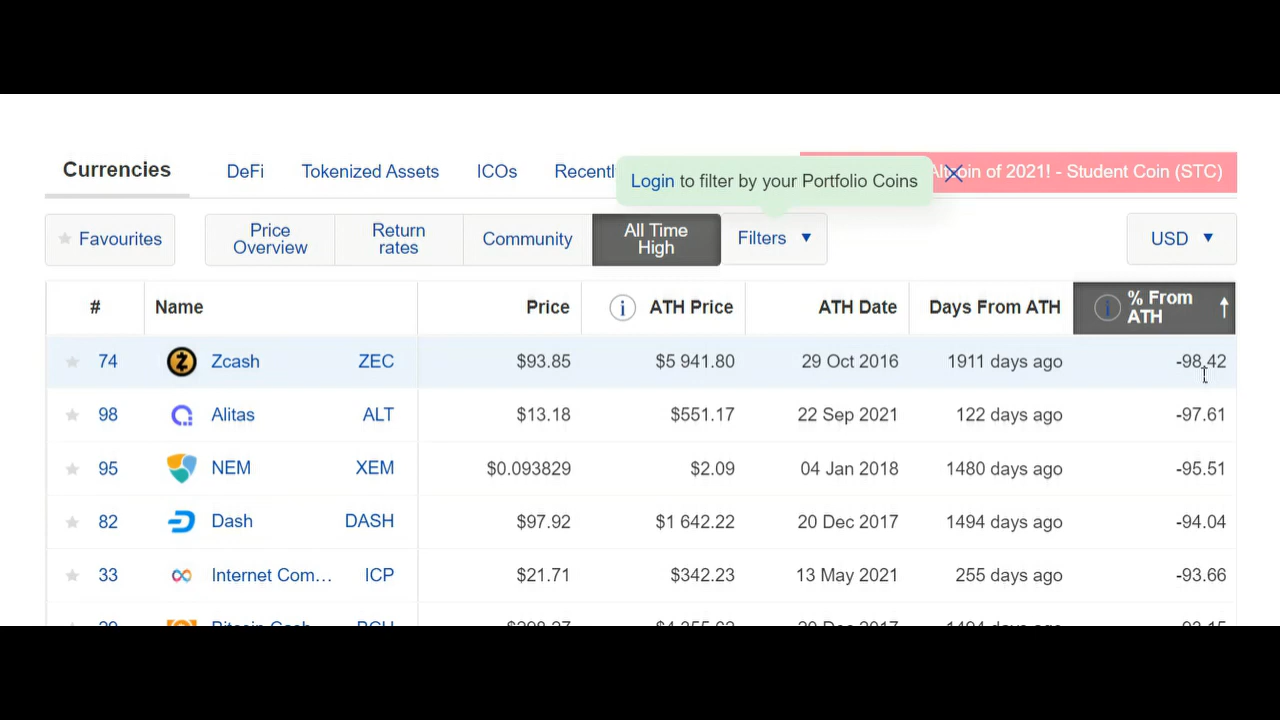 Currencies DeFi Tokenized Assets ICOs
Login to filter by your Portfolio Coins
of 2021! - Student Coin (STC)
Favourites Price Overview Return rates Community All Time High Filters USD
# Name Price ATH Price ATH Date Days From ATH % From ATH
74 Zcash ZEC $93.85 $5 941.80 29 Oct 2016 1911 days ago -98.42
98 Alitas ALT $13.18 $551.17 22 Sep 2021 122 days ago -97.61
95 NEM XEM $0.093829 $2.09 04 Jan 2018 1480 days ago -95.51
82 Dash DASH $97.92 $1 642.22 20 Dec 2017 1494 days ago -94.04
33 Internet Com... ICP $21.71 $342.23 13 May 2021 255 days ago -93.66